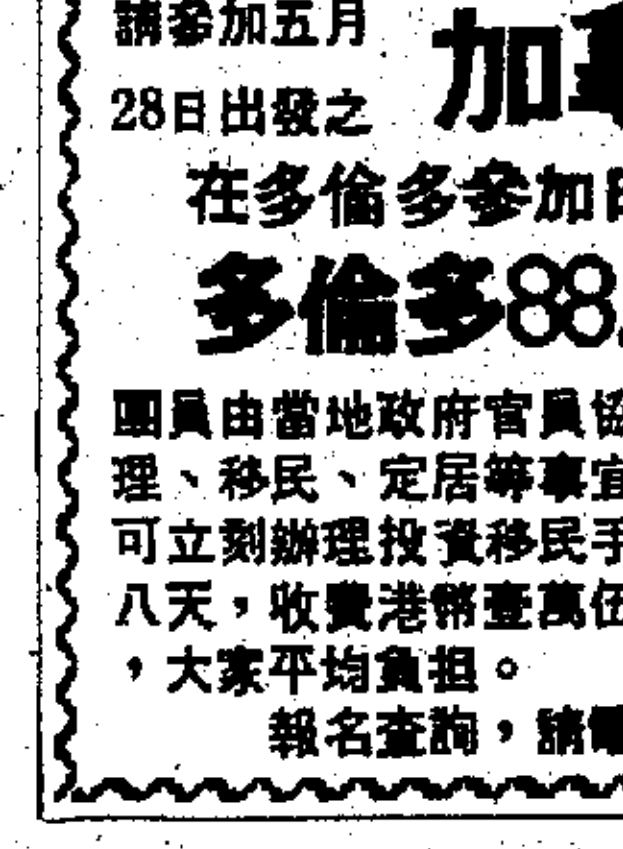 請參加五月
28日出發之
加
在多倫多參加
多倫多88
團員由當地政府官員協
理、移民、定居等事宜
可立刻辦理投資移民手
八天,收費港幣壹萬伍
,大家平均負担。
報名查詢,請電